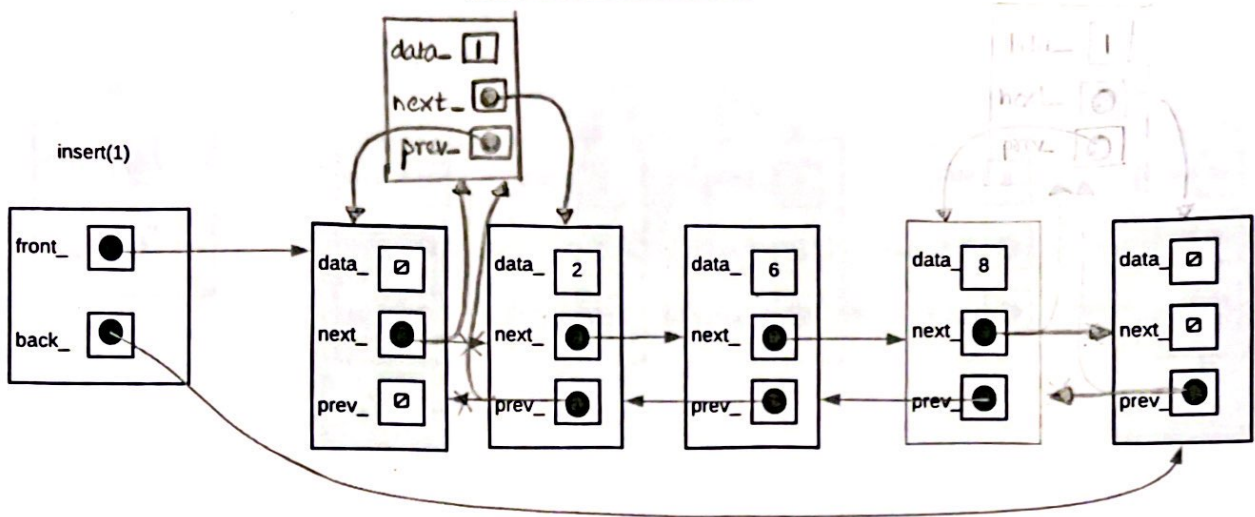 data_ 1
next_
prev_
insert(1)
front_
back_
data_ Ø
next_
prev_ Ø
data_ 2
next_
prev_
data_ 6
next_
prev_
data_ 8
next_
prev_
data_ Ø
next_ Ø
prev_